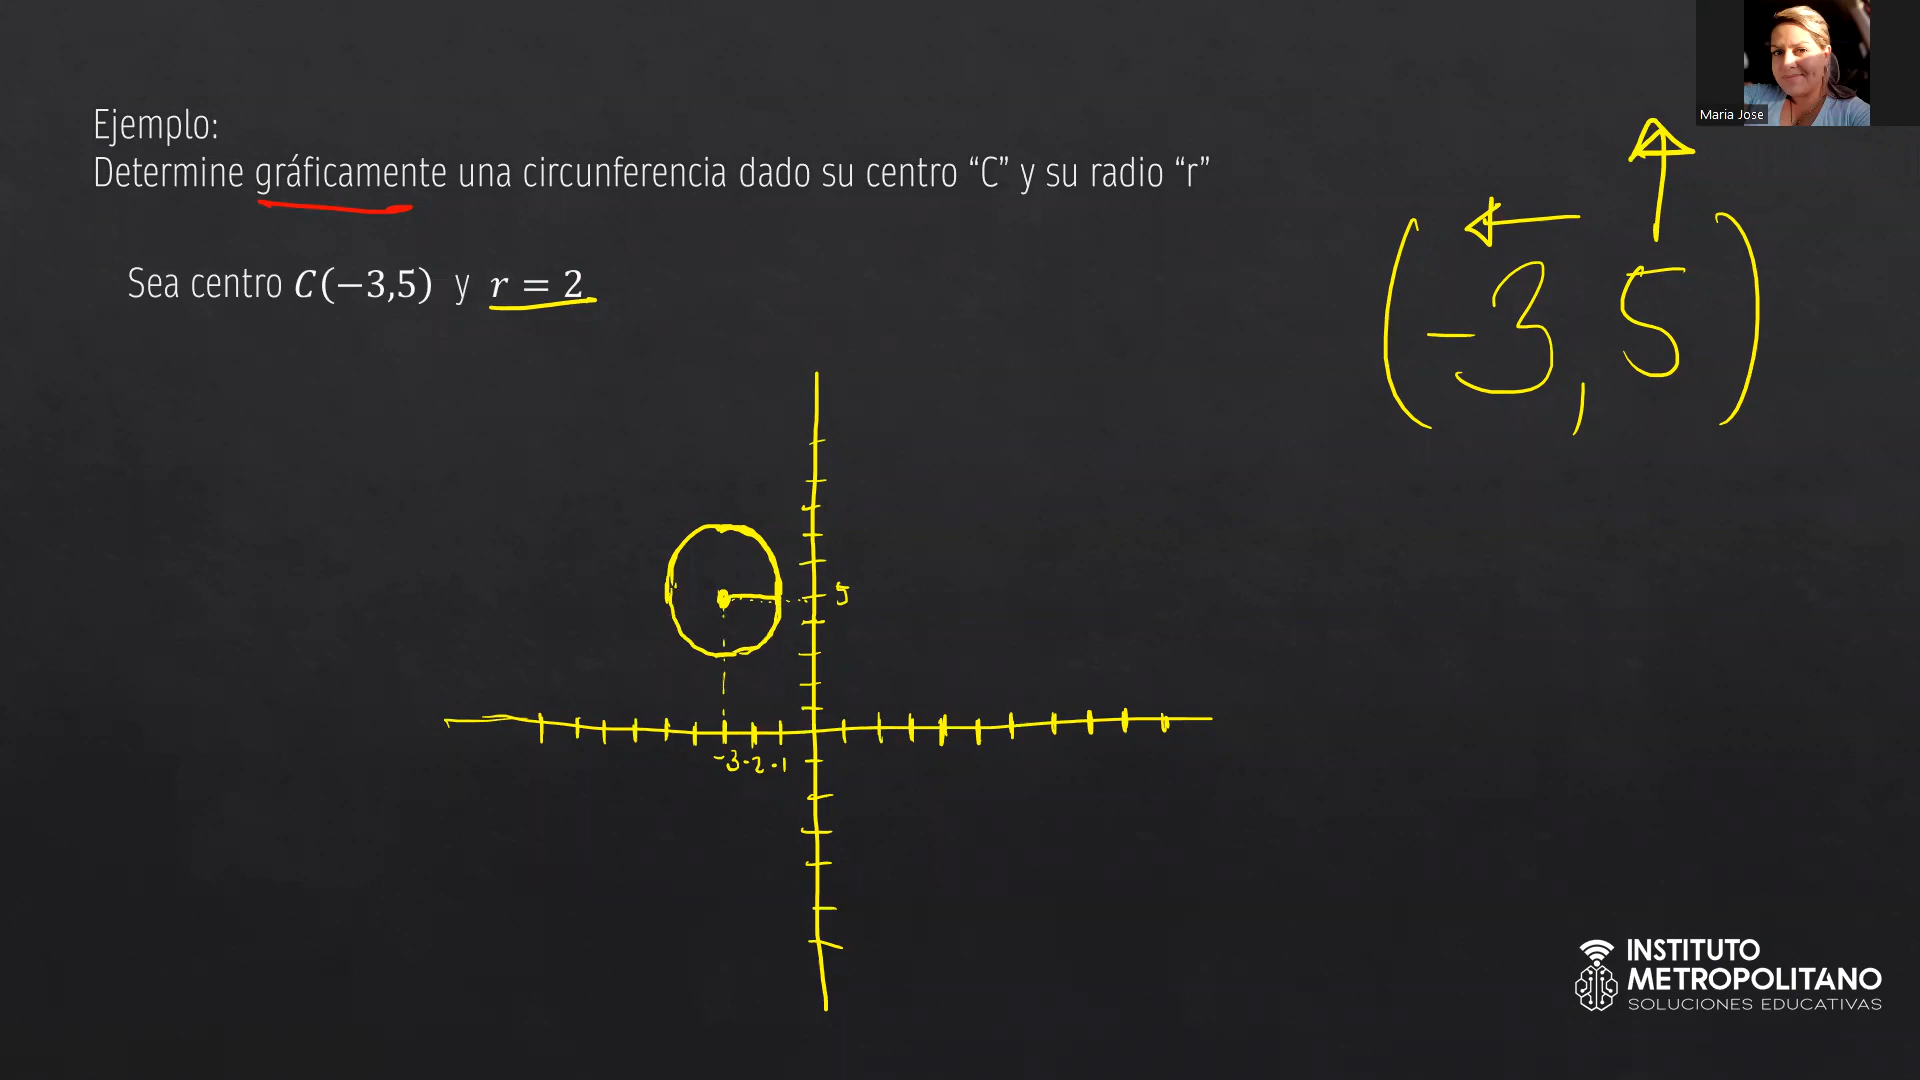 Maria Jose
Ejemplo:
Determine gráficamente una circunferencia dado su centro “C” y su radio “r”
Sea centro C(−3,5) y r = 2
(-3, 5)
5
-3 -2 -1
INSTITUTO
METROPOLITANO
SOLUCIONES EDUCATIVAS